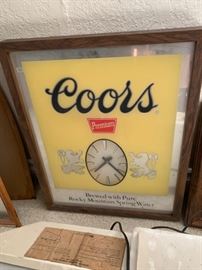 Coors
Premium
Brewed with Pure
Rocky Mountain Spring Water